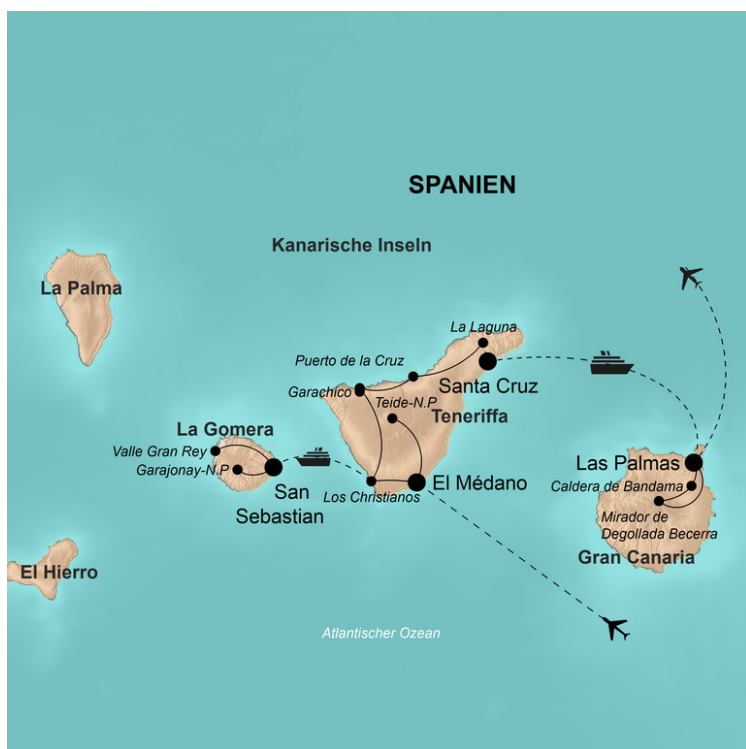 SPANIEN
Kanarische Inseln
La Palma
La Laguna
Puerto de la Cruz
Garachico
Santa Cruz
Teide-N.P
Teneriffa
La Gomera
Valle Gran Rey
Garajonay-N.P
San
Sebastian
Los Christianos
El Médano
Las Palmas
Caldera de Bandama
Mirador de
Degollada Becerra
Gran Canaria
El Hierro
Atlantischer Ozean